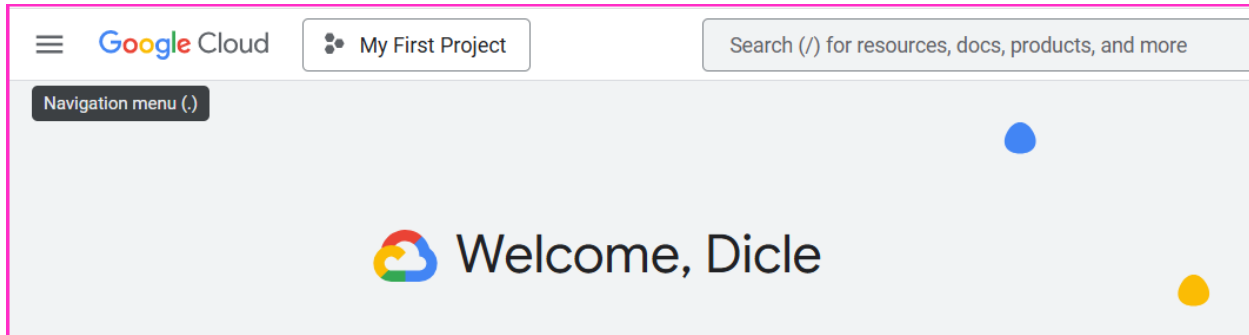 Google Cloud
My First Project
Search (/) for resources, docs, products, and more
Navigation menu (.)
Welcome, Dicle